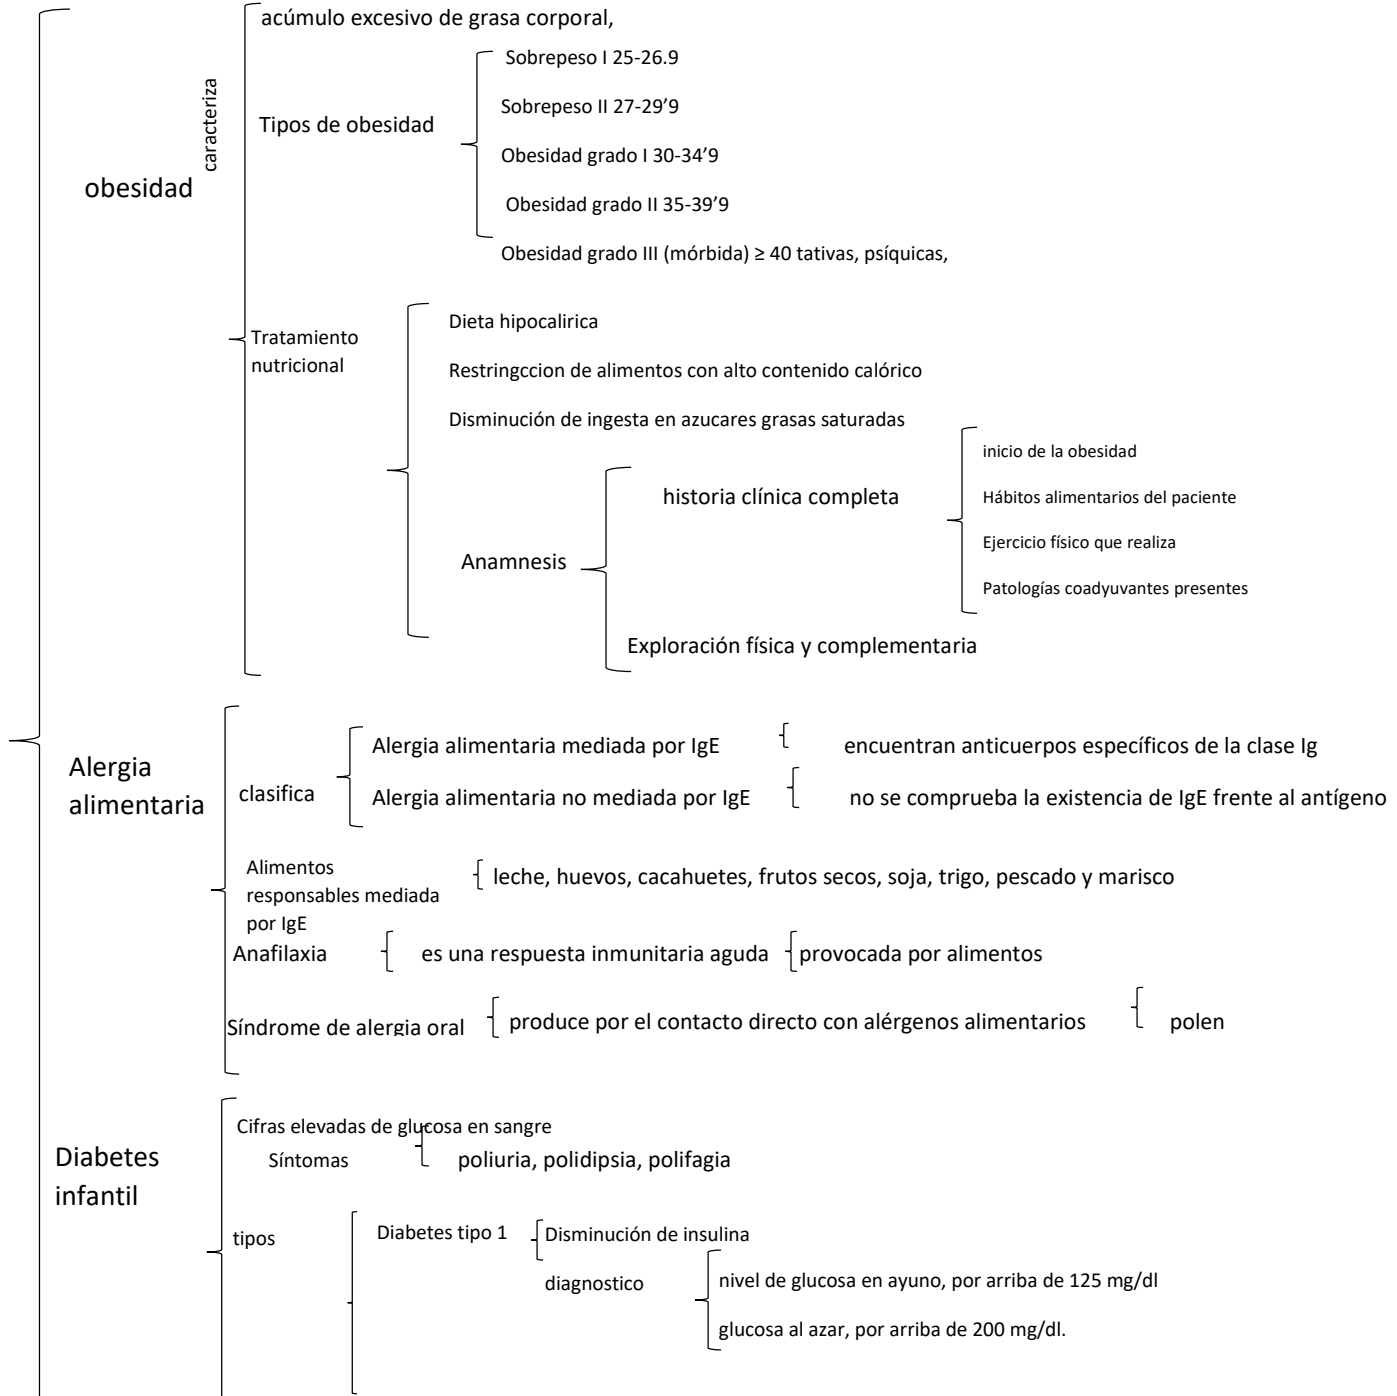 acúmulo excesivo de grasa corporal,
caracteriza
Sobrepeso I 25-26.9
Tipos de obesidad
Sobrepeso II 27-29’9
Obesidad grado I 30-34’9
obesidad
Obesidad grado II 35-39’9
Obesidad grado III (mórbida) ≥ 40 tativas, psíquicas,
Tratamiento
nutricional
Dieta hipocalirica
Restringccion de alimentos con alto contenido calórico
Disminución de ingesta en azucares grasas saturadas
Anamnesis
historia clínica completa
inicio de la obesidad
Hábitos alimentarios del paciente
Ejercicio físico que realiza
Patologías coadyuvantes presentes
Exploración física y complementaria
Alergia
alimentaria
clasifica
Alergia alimentaria mediada por IgE
encuentran anticuerpos específicos de la clase Ig
Alergia alimentaria no mediada por IgE
no se comprueba la existencia de IgE frente al antígeno
Alimentos
responsables mediada
por IgE
leche, huevos, cacahuetes, frutos secos, soja, trigo, pescado y marisco
Anafilaxia
es una respuesta inmunitaria aguda
provocada por alimentos
Síndrome de alergia oral
produce por el contacto directo con alérgenos alimentarios
polen
Diabetes
infantil
Cifras elevadas de glucosa en sangre
Síntomas
poliuria, polidipsia, polifagia
tipos
Diabetes tipo 1
Disminución de insulina
diagnostico
nivel de glucosa en ayuno, por arriba de 125 mg/dl
glucosa al azar, por arriba de 200 mg/dl.